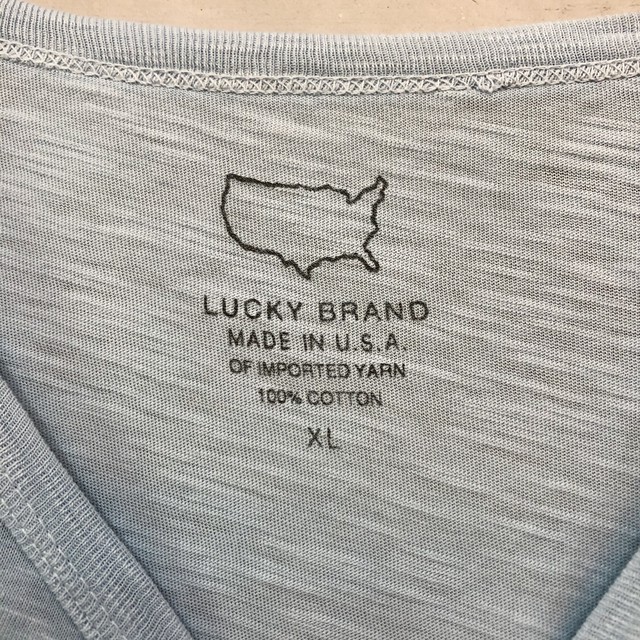 LUCKY BRAND
MADE IN U.S.A.
OF IMPORTED YARN
100% COTTON
XL